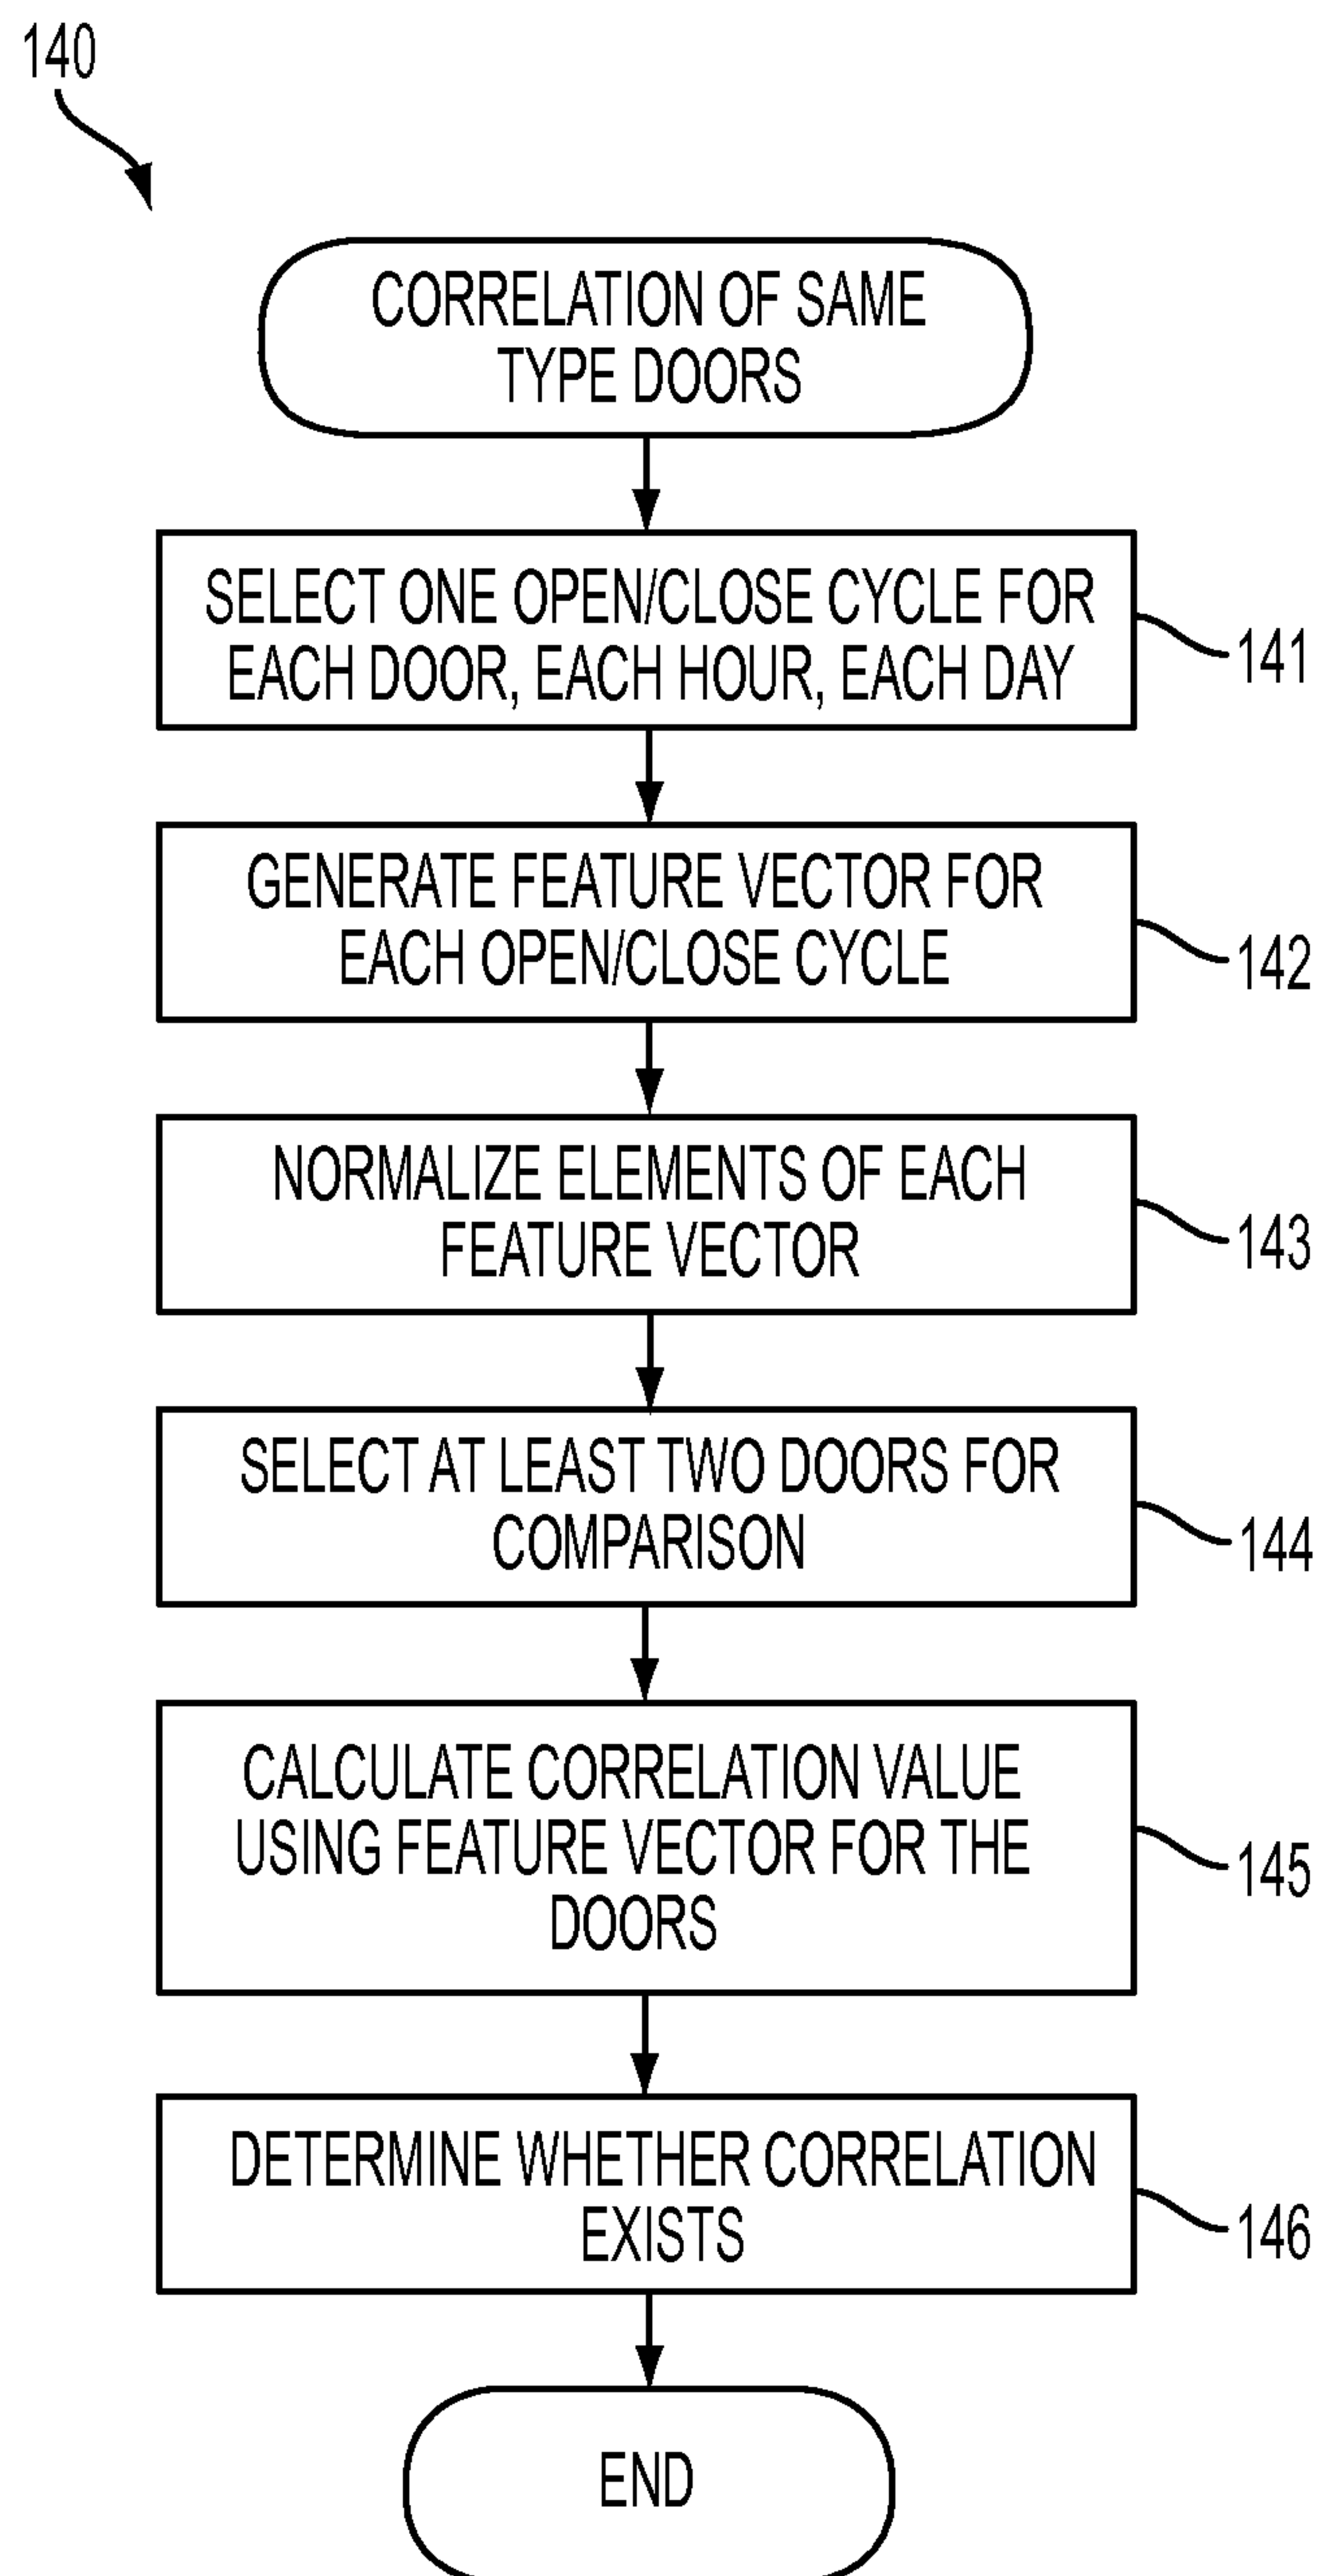 140
CORRELATION OF SAME
TYPE DOORS
SELECT ONE OPEN/CLOSE CYCLE FOR
EACH DOOR, EACH HOUR, EACH DAY
141
GENERATE FEATURE VECTOR FOR
EACH OPEN/CLOSE CYCLE
142
NORMALIZE ELEMENTS OF EACH
FEATURE VECTOR
143
SELECT AT LEAST TWO DOORS FOR
COMPARISON
144
CALCULATE CORRELATION VALUE
USING FEATURE VECTOR FOR THE
DOORS
145
DETERMINE WHETHER CORRELATION
EXISTS
146
END